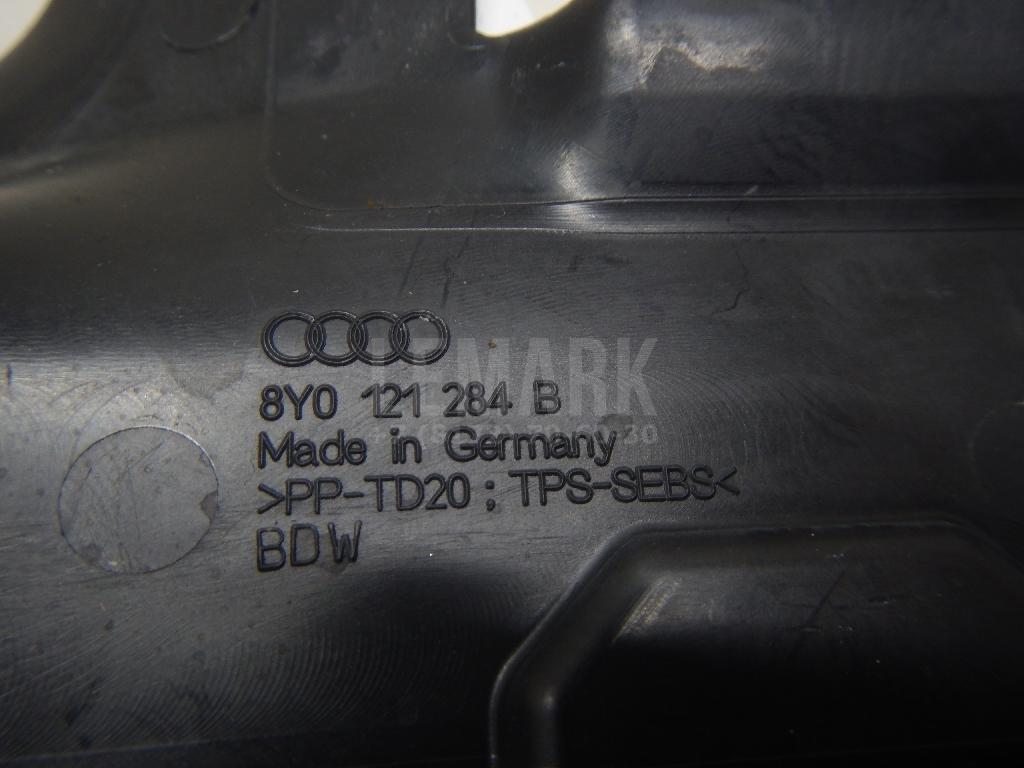 8Y0 121 284 B
Made in Germany
>PP-TD20 ; TPS-SEBS<
BDW